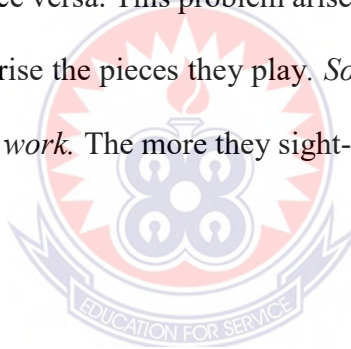 ce versa. This problem arise
rise the pieces they play. So
work. The more they sight-
EDUCATION FOR SERVICE